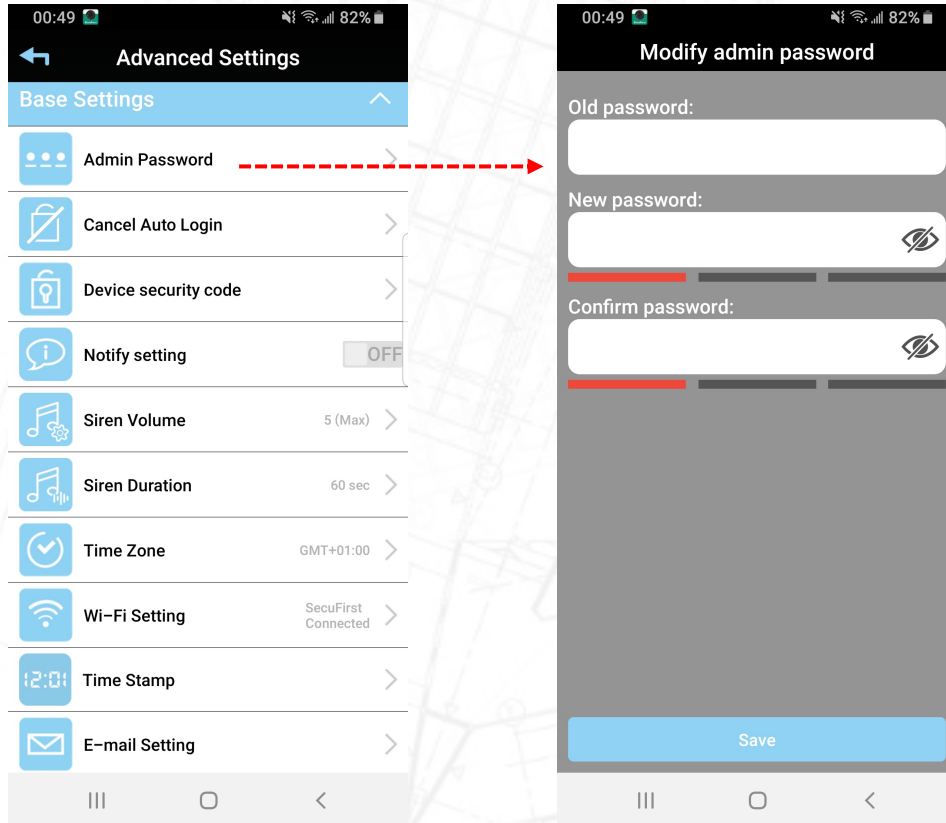 00:49 82%
Advanced Settings
Base Settings
Admin Password
Cancel Auto Login
Device security code
Notify setting OFF
Siren Volume 5 (Max)
Siren Duration 60 sec
Time Zone GMT+01:00
Wi-Fi Setting SecuFirst
Connected
12:01 Time Stamp
E-mail Setting
00:49 82%
Modify admin password
Old password:
New password:
Confirm password:
Save